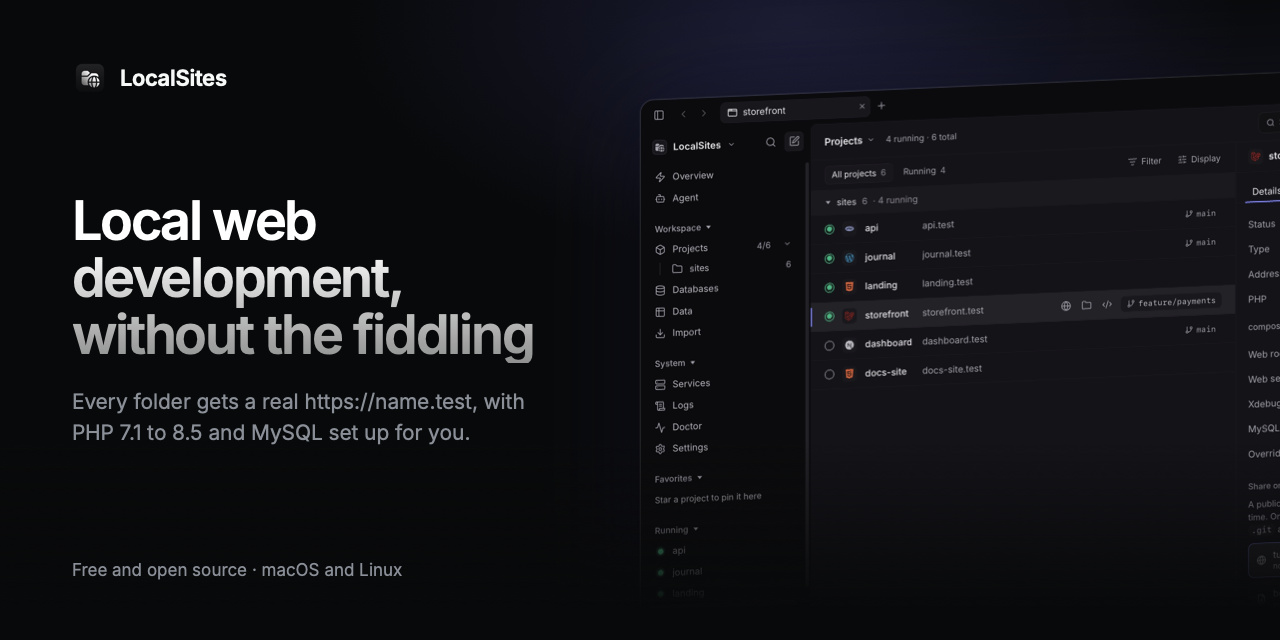 LocalSites
Local web
development,
without the fiddling
Every folder gets a real https://name.test, with
PHP 7.1 to 8.5 and MySQL set up for you.
Free and open source · macOS and Linux
storefront
LocalSites
Overview
Agent
Workspace
Projects 4/6
sites 6
Databases
Data
Import
System
Services
Logs
Doctor
Settings
Favorites
Star a project to pin it here
Running
api
journal
landing
Projects 4 running · 6 total
All projects 6 Running 4
Filter Display
sites 6 · 4 running
api api.test main
journal journal.test main
landing landing.test
storefront storefront.test feature/payments
dashboard dashboard.test main
docs-site docs-site.test
Details
Status
Type
PHP
Xdebug
A public
.git